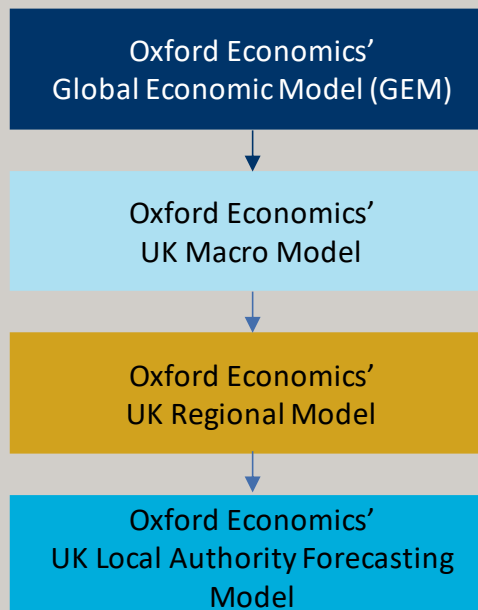 Oxford Economics’
Global Economic Model (GEM)
Oxford Economics’
UK Macro Model
Oxford Economics’
UK Regional Model
Oxford Economics’
UK Local Authority Forecasting
Model